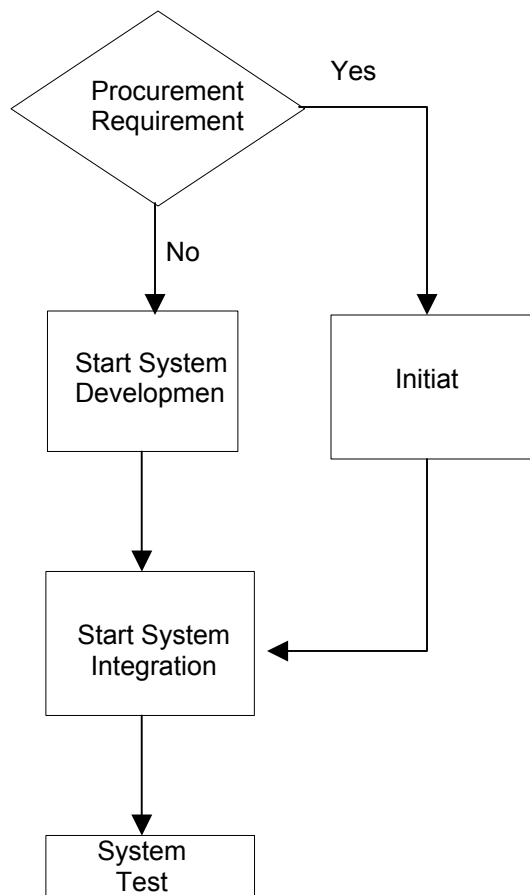 Procurement
Requirement
Yes
No
Start System
Developmen
Initiat
Start System
Integration
System
Test